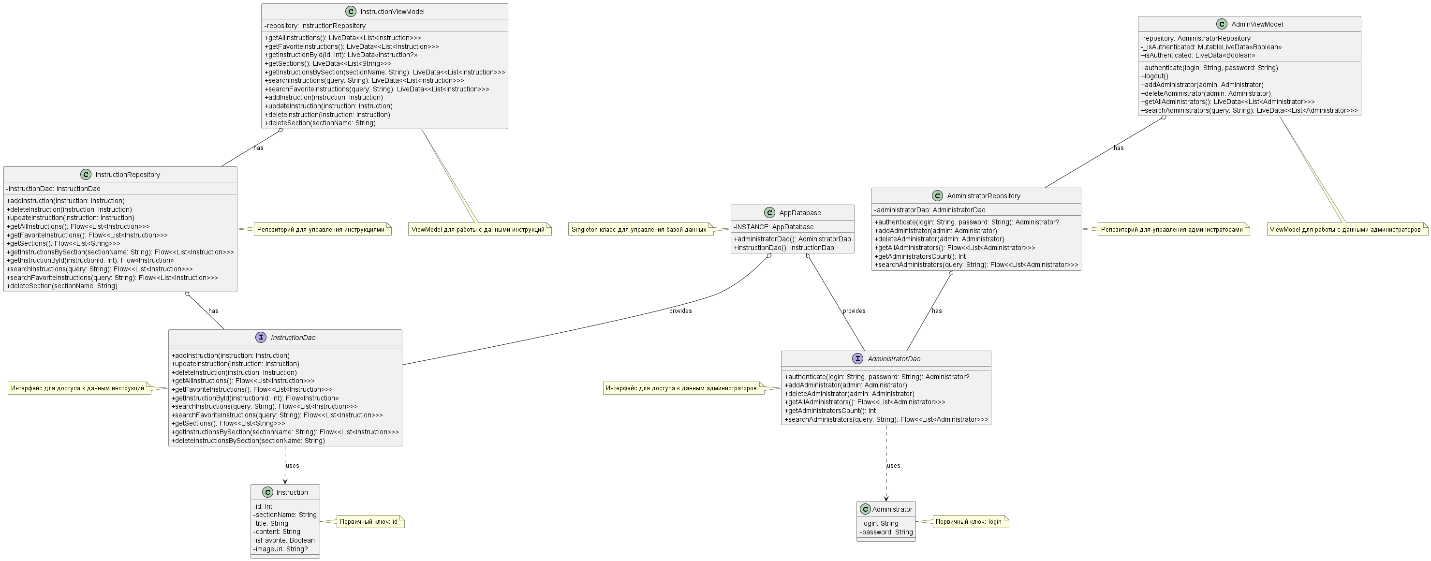 InstructionViewModel
-repository: InstructionRepository
+getAllInstructions(): LiveData<<List<Instruction>>>
+getFavoriteInstructions(): LiveData<<List<Instruction>>>
+getInstructionById(id: Int): LiveData«Instruction?»
+getSections(): LiveData<<List<String>>>
+getInstructionsBySection(sectionName: String): LiveData<<List<Instruction>>>
+searchInstructions(query: String): LiveData<<List<Instruction>>>
+searchFavoriteInstructions(query: String): LiveData<<List<Instruction>>>
+addInstruction(instruction: Instruction)
+updateInstruction(instruction: Instruction)
+deleteInstruction(instruction: Instruction)
+deleteSection(sectionName: String)
AdminViewModel
-repository: AdministratorRepository
-_isAuthenticated: MutableLiveData«Boolean»
+isAuthenticated: LiveData«Boolean»
+authenticate(login: String, password: String)
+logout()
+addAdministrator(admin: Administrator)
+deleteAdministrator(admin: Administrator)
+getAllAdministrators(): LiveData<<List<Administrator>>>
+searchAdministrators(query: String): LiveData<<List<Administrator>>>
has
has
InstructionRepository
-instructionDao: InstructionDao
+addInstruction(instruction: Instruction)
+deleteInstruction(instruction: Instruction)
+updateInstruction(instruction: Instruction)
+getAllInstructions(): Flow<<List<Instruction>>>
+getFavoriteInstructions(): Flow<<List<Instruction>>>
+getSections(): Flow<<List<String>>>
+getInstructionsBySection(sectionName: String): Flow<<List<Instruction>>>
+getInstructionById(instructionId: Int): Flow«Instruction»
+searchInstructions(query: String): Flow<<List<Instruction>>>
+searchFavoriteInstructions(query: String): Flow<<List<Instruction>>>
+deleteSection(sectionName: String)
Репозиторий для управления инструкциями
ViewModel для работы с данными инструкций
Singleton-класс для управления базой данных
AppDatabase
-INSTANCE: AppDatabase
+administratorDao(): AdministratorDao
+instructionDao(): InstructionDao
AdministratorRepository
-administratorDao: AdministratorDao
+authenticate(login: String, password: String): Administrator?
+addAdministrator(admin: Administrator)
+deleteAdministrator(admin: Administrator)
+getAllAdministrators(): Flow<<List<Administrator>>>
+getAdministratorsCount(): Int
+searchAdministrators(query: String): Flow<<List<Administrator>>>
Репозиторий для управления администраторами
ViewModel для работы с данными администраторов
has
provides
provides
has
InstructionDao
+addInstruction(instruction: Instruction)
+updateInstruction(instruction: Instruction)
+deleteInstruction(instruction: Instruction)
+getAllInstructions(): Flow<<List<Instruction>>>
+getFavoriteInstructions(): Flow<<List<Instruction>>>
+getInstructionById(instructionId: Int): Flow«Instruction»
+searchInstructions(query: String): Flow<<List<Instruction>>>
+searchFavoriteInstructions(query: String): Flow<<List<Instruction>>>
+getSections(): Flow<<List<String>>>
+getInstructionsBySection(sectionName: String): Flow<<List<Instruction>>>
+deleteInstructionsBySection(sectionName: String)
Интерфейс для доступа к данным инструкций
Интерфейс для доступа к данным администраторов
AdministratorDao
+authenticate(login: String, password: String): Administrator?
+addAdministrator(admin: Administrator)
+deleteAdministrator(admin: Administrator)
+getAllAdministrators(): Flow<<List<Administrator>>>
+getAdministratorsCount(): Int
+searchAdministrators(query: String): Flow<<List<Administrator>>>
uses
uses
Instruction
-id: Int
-sectionName: String
-title: String
-content: String
-isFavorite: Boolean
-imageUrl: String?
Первичный ключ: id
Administrator
-login: String
-password: String
Первичный ключ: login